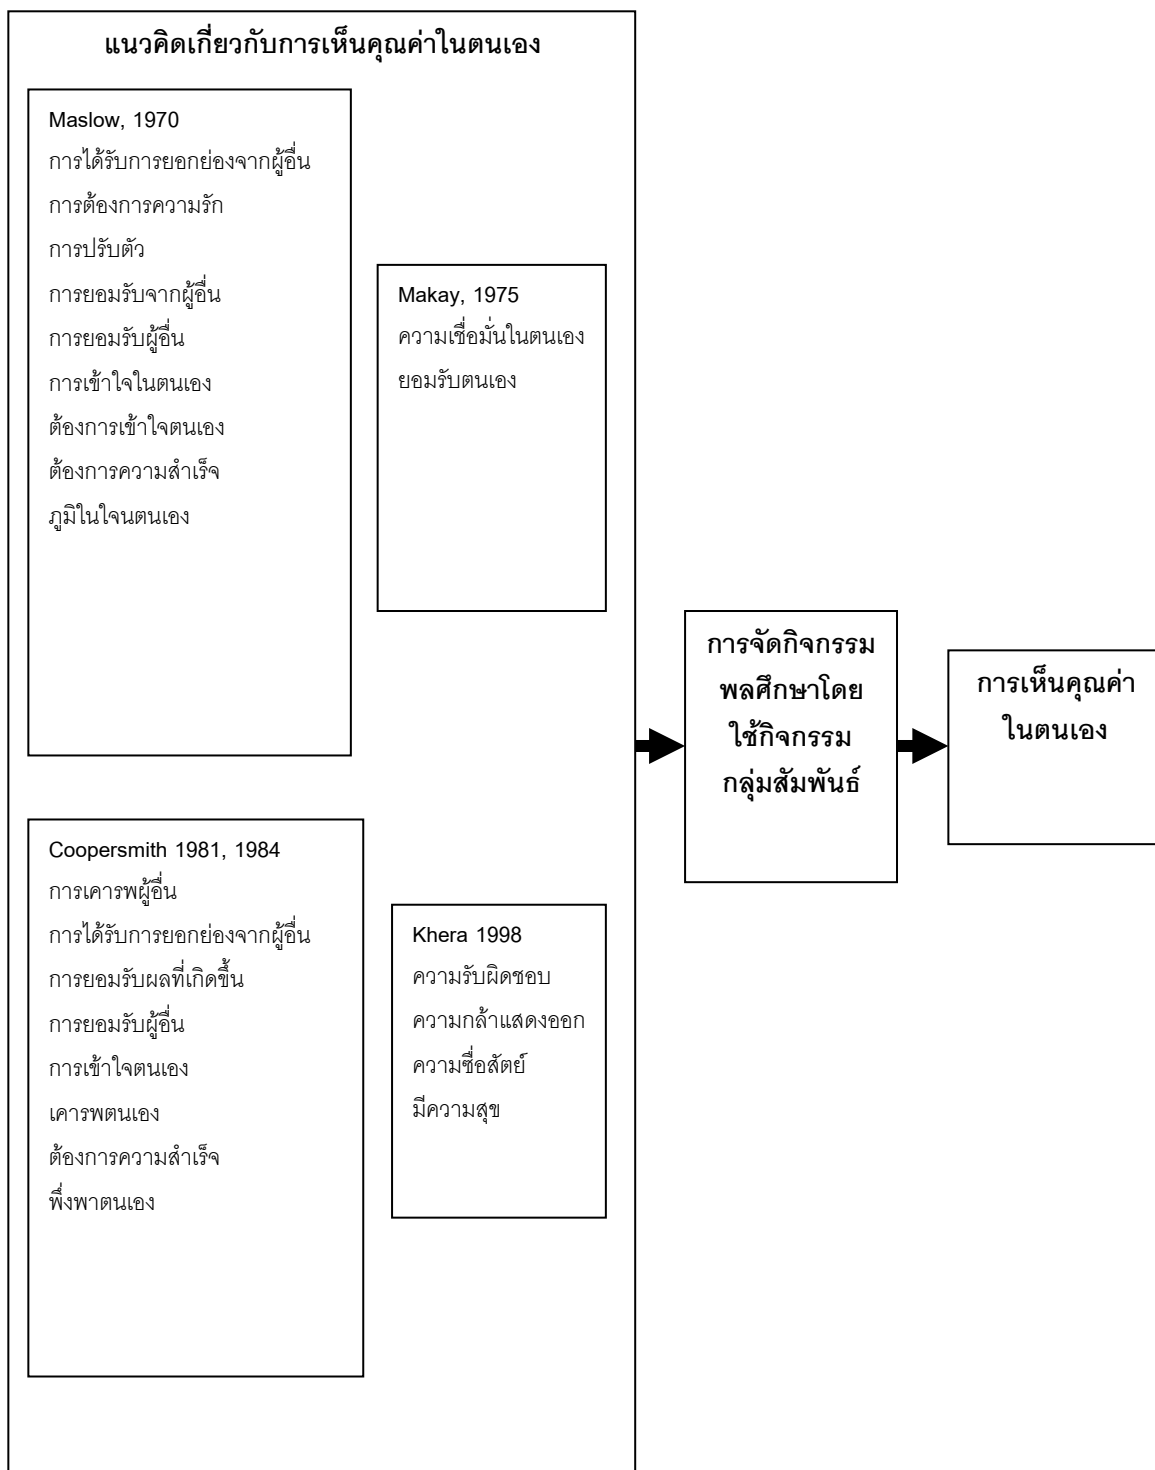 แนวคิดเกี่ยวกับการเห็นคุณค่าในตนเอง
Maslow, 1970
การได้รับการยอกย่องจากผู้อื่น
การต้องการความรัก
การปรับตัว
การยอมรับจากผู้อื่น
การยอมรับผู้อื่น
การเข้าใจในตนเอง
ต้องการเข้าใจตนเอง
ต้องการความสำเร็จ
ภูมิในใจนตนเอง
Makay, 1975
ความเชื่อมั่นในตนเอง
ยอมรับตนเอง
Coopersmith 1981, 1984
การเคารพผู้อื่น
การได้รับการยอกย่องจากผู้อื่น
การยอมรับผลที่เกิดขึ้น
การยอมรับผู้อื่น
การเข้าใจตนเอง
เคารพตนเอง
ต้องการความสำเร็จ
พึ่งพาตนเอง
Khera 1998
ความรับผิดชอบ
ความกล้าแสดงออก
ความซื่อสัตย์
มีความสุข
การจัดกิจกรรม
พลศึกษาโดย
ใช้กิจกรรม
กลุ่มสัมพันธ์
การเห็นคุณค่า
ในตนเอง